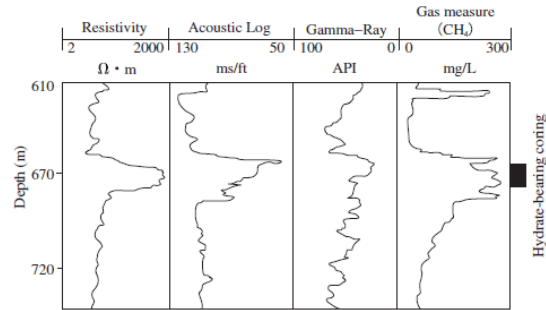 Resistivity Acoustic Log Gamma-Ray Gas measure
(CH₄)
2 2000 130 50 100 0 0 300
Ω · m ms/ft API mg/L
610
670
720
Depth (m)
Hydrate-bearing coring